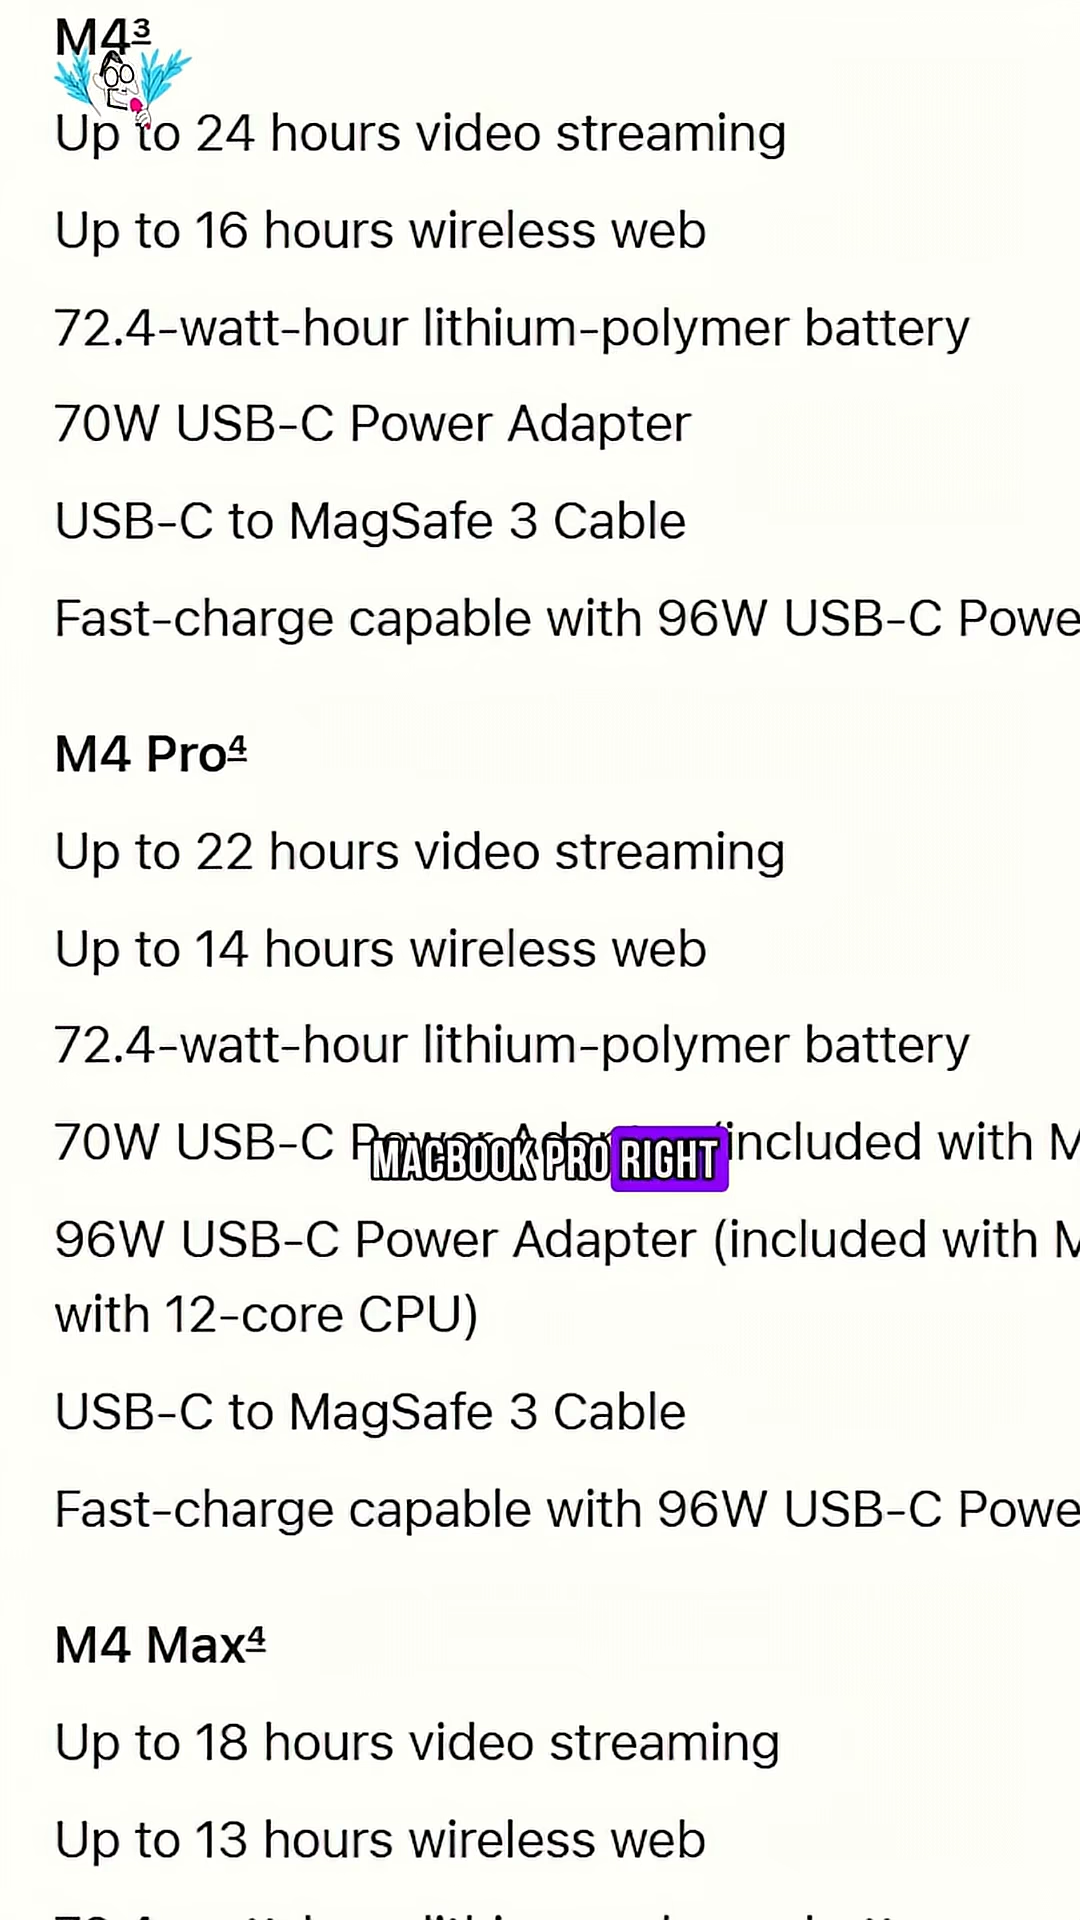 M4³
Up to 24 hours video streaming
Up to 16 hours wireless web
72.4-watt-hour lithium-polymer battery
70W USB-C Power Adapter
USB-C to MagSafe 3 Cable
Fast-charge capable with 96W USB-C Powe
M4 Pro⁴
Up to 22 hours video streaming
Up to 14 hours wireless web
72.4-watt-hour lithium-polymer battery
70W USB-C Power (included with M
MACBOOK PRO RIGHT
96W USB-C Power Adapter (included with M
with 12-core CPU)
USB-C to MagSafe 3 Cable
Fast-charge capable with 96W USB-C Powe
M4 Max⁴
Up to 18 hours video streaming
Up to 13 hours wireless web